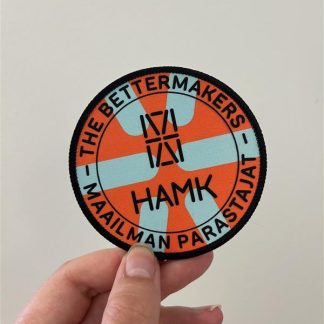 - THE BETTERMAKERS -
HAMK
MAAILMAN PARASTAJAT